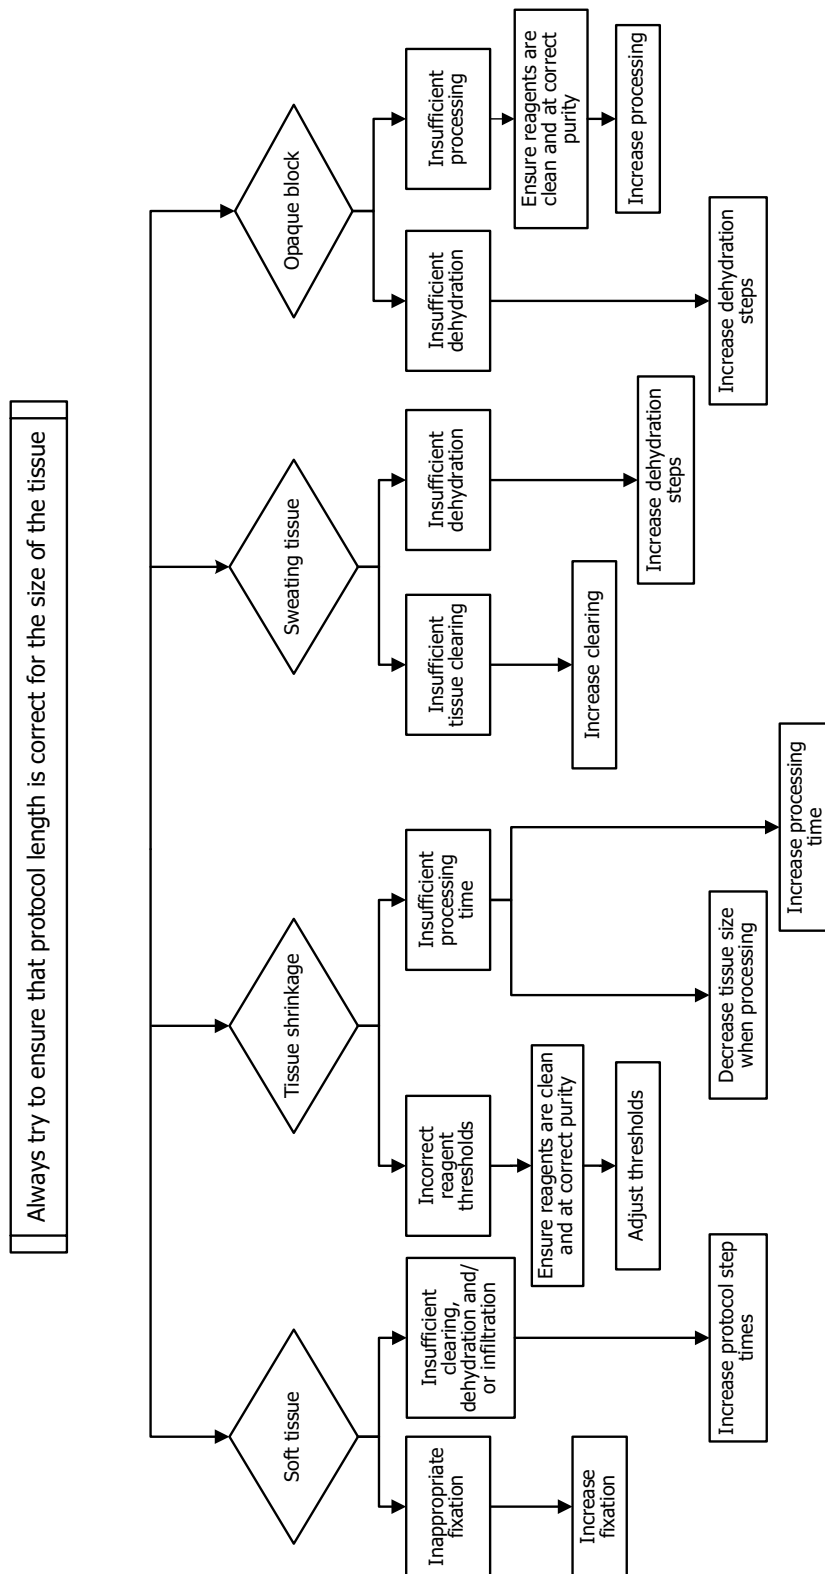 Always try to ensure that protocol length is correct for the size of the tissue
Soft tissue
Tissue shrinkage
Sweating tissue
Opaque block
Inappropriate
fixation
Insufficient
clearing,
dehydration and/
or infiltration
Incorrect
reagent
thresholds
Insufficient
processing
time
Insufficient
tissue clearing
Insufficient
dehydration
Insufficient
dehydration
Insufficient
processing
Ensure reagents are
clean and at correct
purity
Ensure reagents are clean
and at correct purity
Increase
fixation
Increase clearing
Adjust thresholds
Increase processing
Increase dehydration
steps
Increase protocol step
times
Decrease tissue size
when processing
Increase dehydration
steps
Increase processing
time